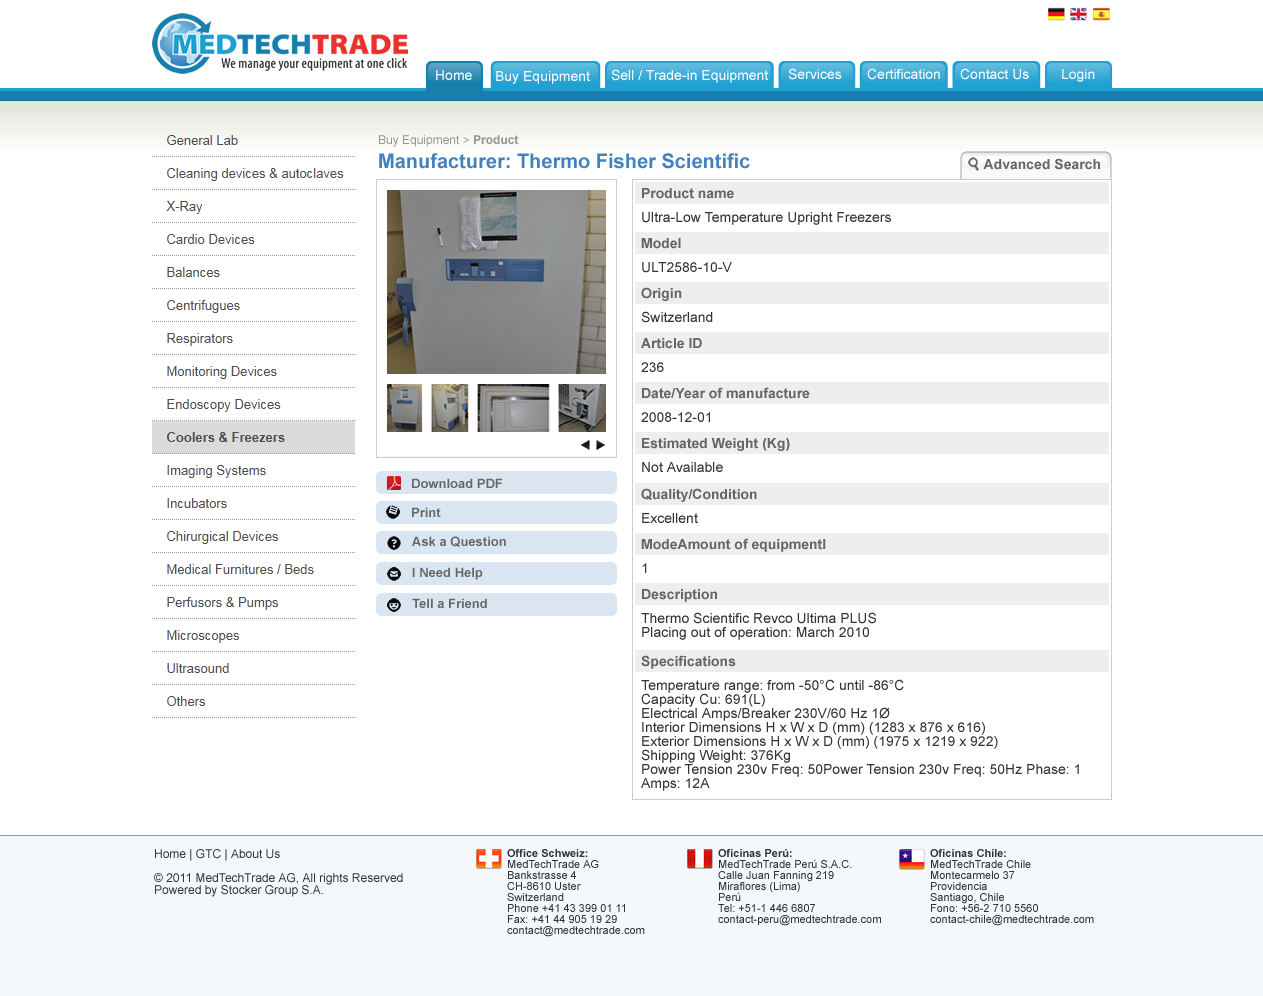 MEDTECHTRADE
We manage your equipment at one click
Home
Buy Equipment
Sell / Trade-in Equipment
Services
Certification
Contact Us
Login
General Lab
Cleaning devices & autoclaves
X-Ray
Cardio Devices
Balances
Centrifugues
Respirators
Monitoring Devices
Endoscopy Devices
Coolers & Freezers
Imaging Systems
Incubators
Chirurgical Devices
Medical Furnitures / Beds
Perfusors & Pumps
Microscopes
Ultrasound
Others
Buy Equipment > Product
Manufacturer: Thermo Fisher Scientific
Advanced Search
Download PDF
Print
Ask a Question
I Need Help
Tell a Friend
Product name
Ultra-Low Temperature Upright Freezers
Model
ULT2586-10-V
Origin
Switzerland
Article ID
236
Date/Year of manufacture
2008-12-01
Estimated Weight (Kg)
Not Available
Quality/Condition
Excellent
ModeAmount of equipmentl
1
Description
Thermo Scientific Revco Ultima PLUS
Placing out of operation: March 2010
Specifications
Temperature range: from -50°C until -86°C
Capacity Cu: 691(L)
Electrical Amps/Breaker 230V/60 Hz 1Ø
Interior Dimensions H x W x D (mm) (1283 x 876 x 616)
Exterior Dimensions H x W x D (mm) (1975 x 1219 x 922)
Shipping Weight: 376Kg
Power Tension 230v Freq: 50Power Tension 230v Freq: 50Hz Phase: 1
Amps: 12A
Home | GTC | About Us
© 2011 MedTechTrade AG, All rights Reserved
Powered by Stocker Group S.A.
Office Schweiz:
MedTechTrade AG
Bankstrasse 4
CH-8610 Uster
Switzerland
Phone +41 43 399 01 11
Fax: +41 44 905 19 29
contact@medtechtrade.com
Oficinas Perú:
MedTechTrade Perú S.A.C.
Calle Juan Fanning 219
Miraflores (Lima)
Perú
Tel: +51-1 446 6807
contact-peru@medtechtrade.com
Oficinas Chile:
MedTechTrade Chile
Montecarmelo 37
Providencia
Santiago, Chile
Fono: +56-2 710 5560
contact-chile@medtechtrade.com